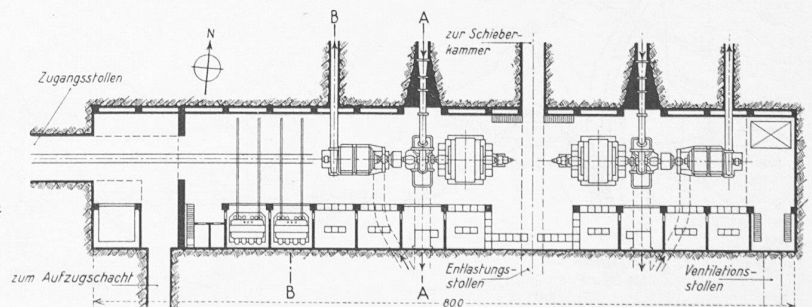 B
A
N
zur Schieber-
kammer
Zugangsstollen
zum Aufzugschacht
B
A
Entlastungs-
stollen
Ventilations-
stollen
800